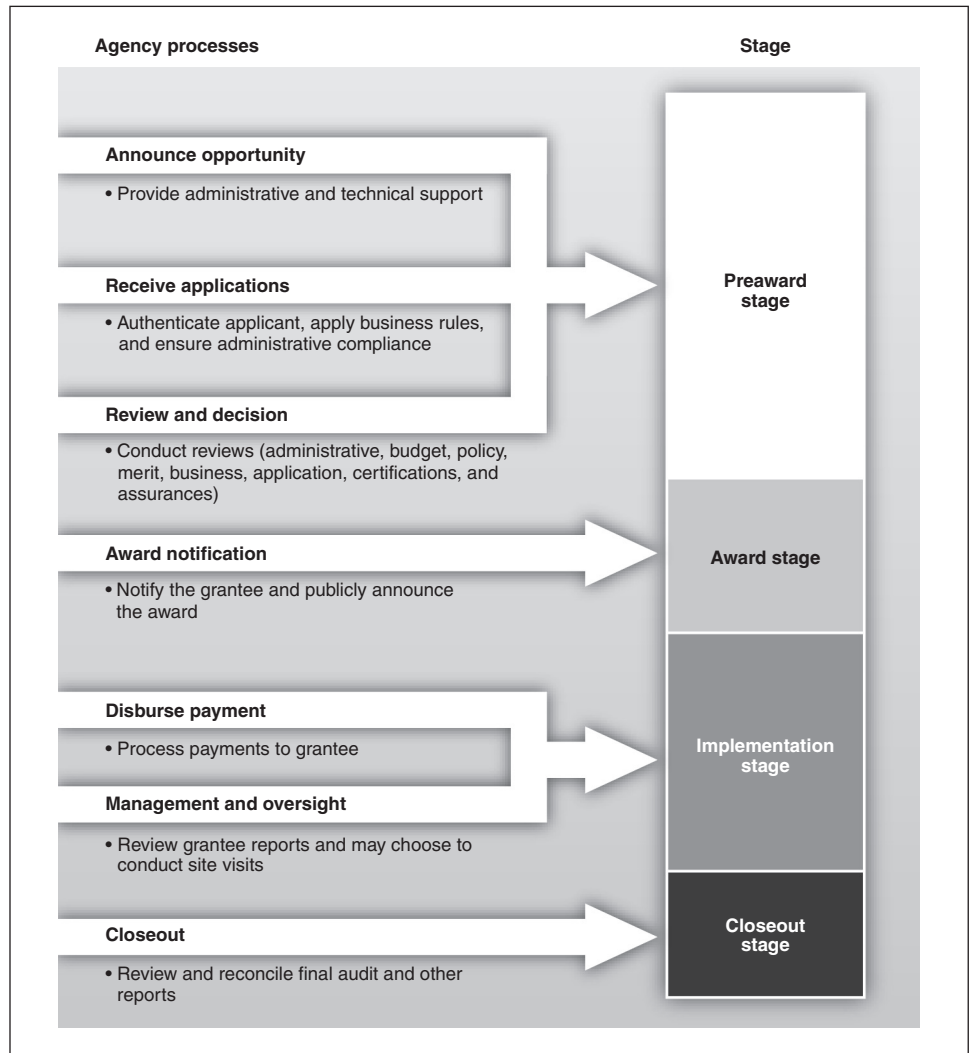 Agency processes
Stage
Announce opportunity
• Provide administrative and technical support
Receive applications
• Authenticate applicant, apply business rules,
and ensure administrative compliance
Review and decision
• Conduct reviews (administrative, budget, policy,
merit, business, application, certifications, and
assurances)
Preaward
stage
Award notification
• Notify the grantee and publicly announce
the award
Award stage
Disburse payment
• Process payments to grantee
Management and oversight
• Review grantee reports and may choose to
conduct site visits
Implementation
stage
Closeout
• Review and reconcile final audit and other
reports
Closeout
stage